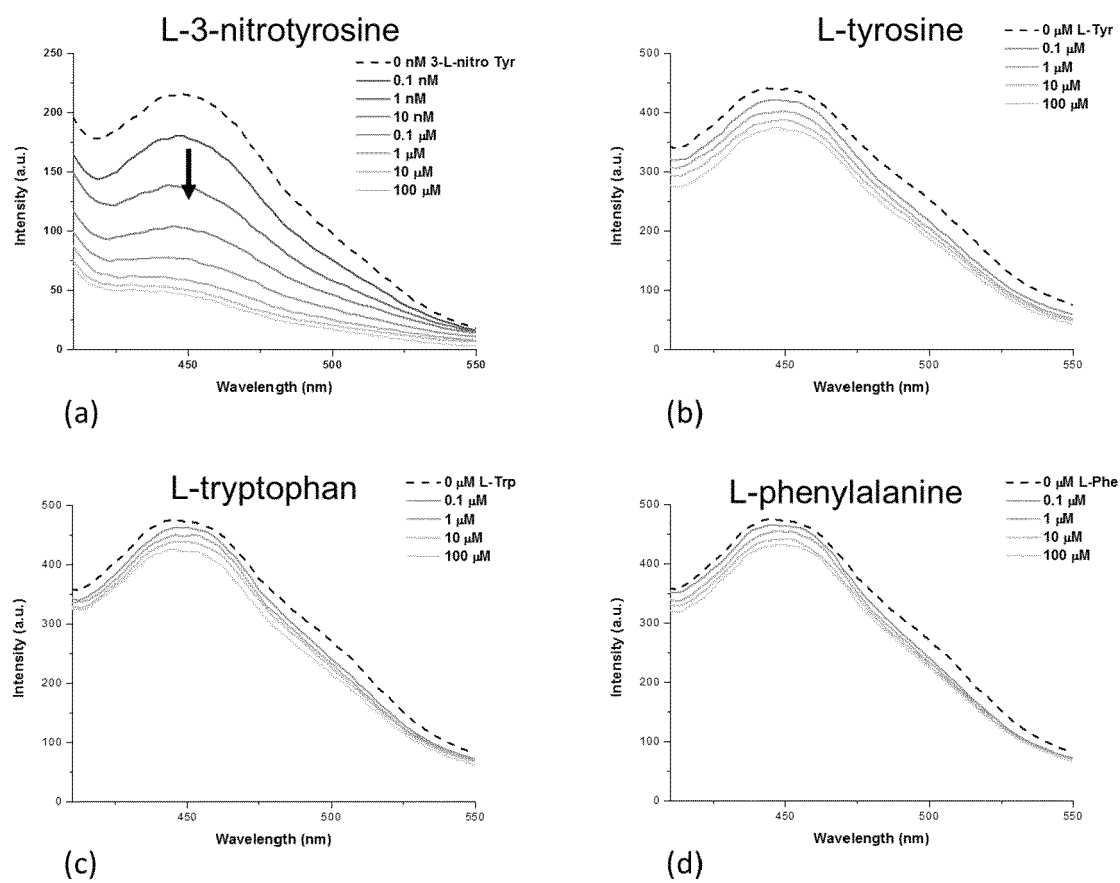 L-3-nitrotyrosine
0 nM 3-L-nitro Tyr
0.1 nM
1 nM
10 nM
0.1 μM
1 μM
10 μM
100 μM
250
200
150
100
50
0
Intensity (a.u.)
450
500
550
Wavelength (nm)
(a)
L-tyrosine
0 μM L-Tyr
0.1 μM
1 μM
10 μM
100 μM
500
400
300
200
100
0
Intensity (a.u.)
450
500
550
Wavelength (nm)
(b)
L-tryptophan
0 μM L-Trp
0.1 μM
1 μM
10 μM
100 μM
500
400
300
200
100
0
Intensity (a.u.)
450
500
550
Wavelength (nm)
(c)
L-phenylalanine
0 μM L-Phe
0.1 μM
1 μM
10 μM
100 μM
500
400
300
200
100
0
Intensity (a.u.)
450
500
550
Wavelength (nm)
(d)